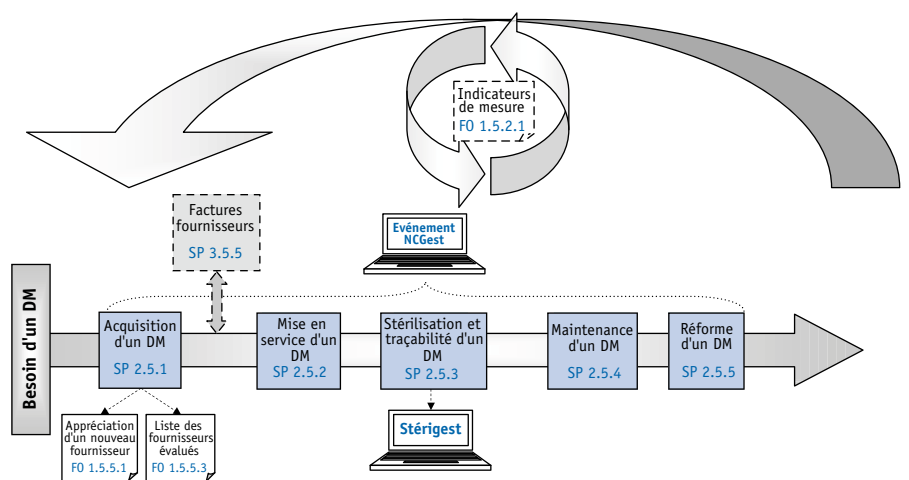 Indicateurs
de mesure
FO 1.5.2.1
Factures
fournisseurs
SP 3.5.5
Evénement
NCGest
Besoin d'un DM
Acquisition
d'un DM
SP 2.5.1
Mise en
service d'un
DM
SP 2.5.2
Stérilisation et
traçabilité d'un
DM
SP 2.5.3
Maintenance
d'un DM
SP 2.5.4
Réforme
d'un DM
SP 2.5.5
Appréciation
d'un nouveau
fournisseur
FO 1.5.5.1
Liste des
fournisseurs
évalués
FO 1.5.5.3
Stérigest